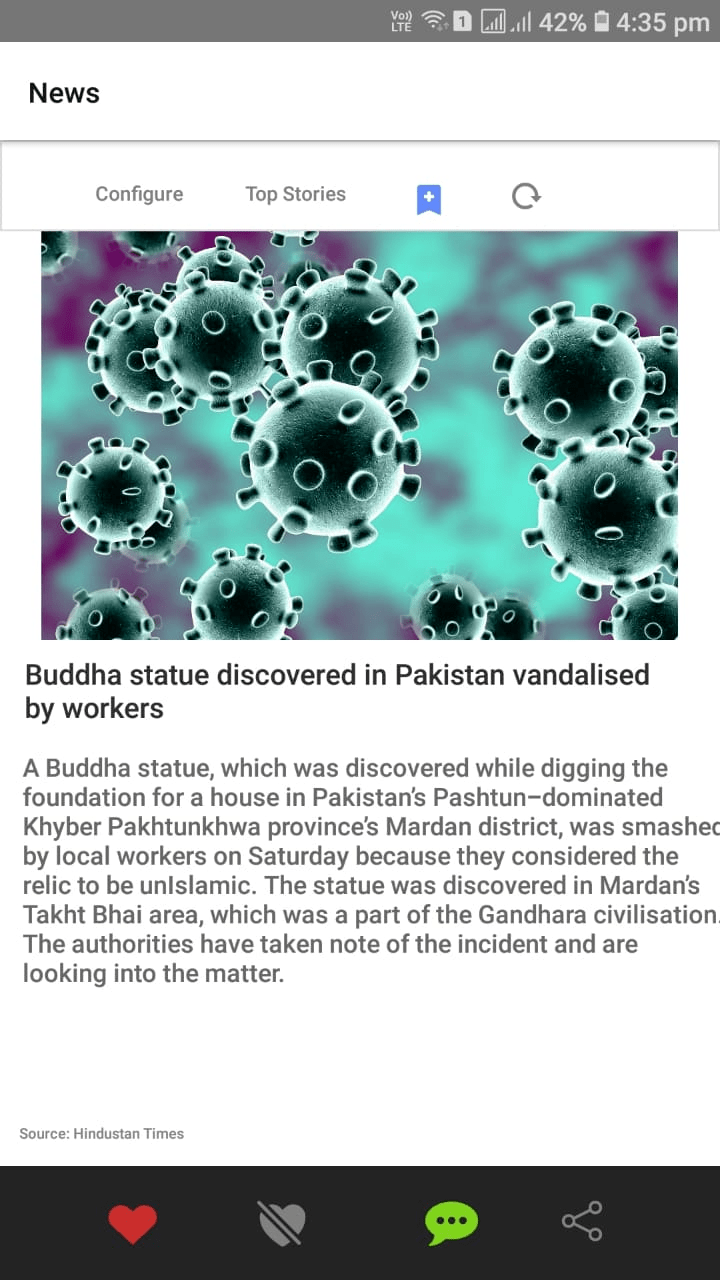 Vo)) LTE 1 42% 4:35 pm
News
Configure Top Stories
Buddha statue discovered in Pakistan vandalised
by workers
A Buddha statue, which was discovered while digging the
foundation for a house in Pakistan's Pashtun–dominated
Khyber Pakhtunkhwa province's Mardan district, was smashed
by local workers on Saturday because they considered the
relic to be unIslamic. The statue was discovered in Mardan's
Takht Bhai area, which was a part of the Gandhara civilisation.
The authorities have taken note of the incident and are
looking into the matter.
Source: Hindustan Times